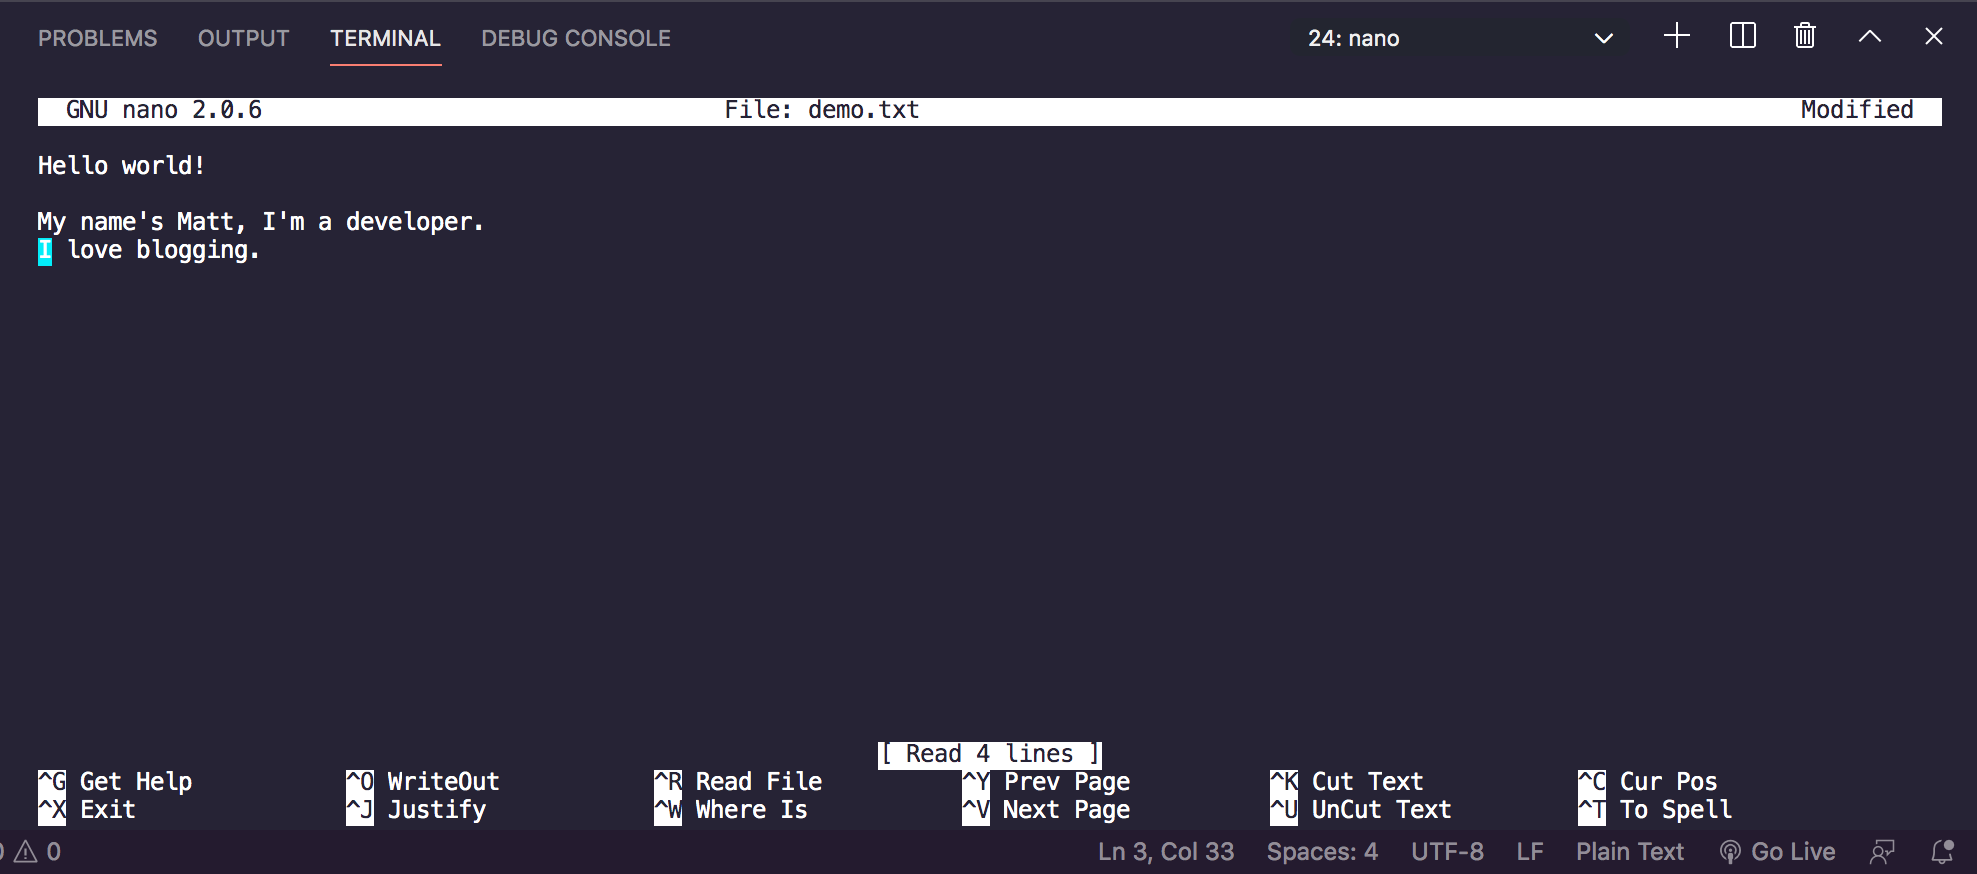 PROBLEMS OUTPUT TERMINAL DEBUG CONSOLE 24: nano
GNU nano 2.0.6 File: demo.txt Modified
Hello world!
My name's Matt, I'm a developer.
I love blogging.
[ Read 4 lines ]
^G Get Help ^O WriteOut ^R Read File ^Y Prev Page ^K Cut Text ^C Cur Pos
^X Exit ^J Justify ^W Where Is ^V Next Page ^U UnCut Text ^T To Spell
0 Ln 3, Col 33 Spaces: 4 UTF-8 LF Plain Text Go Live